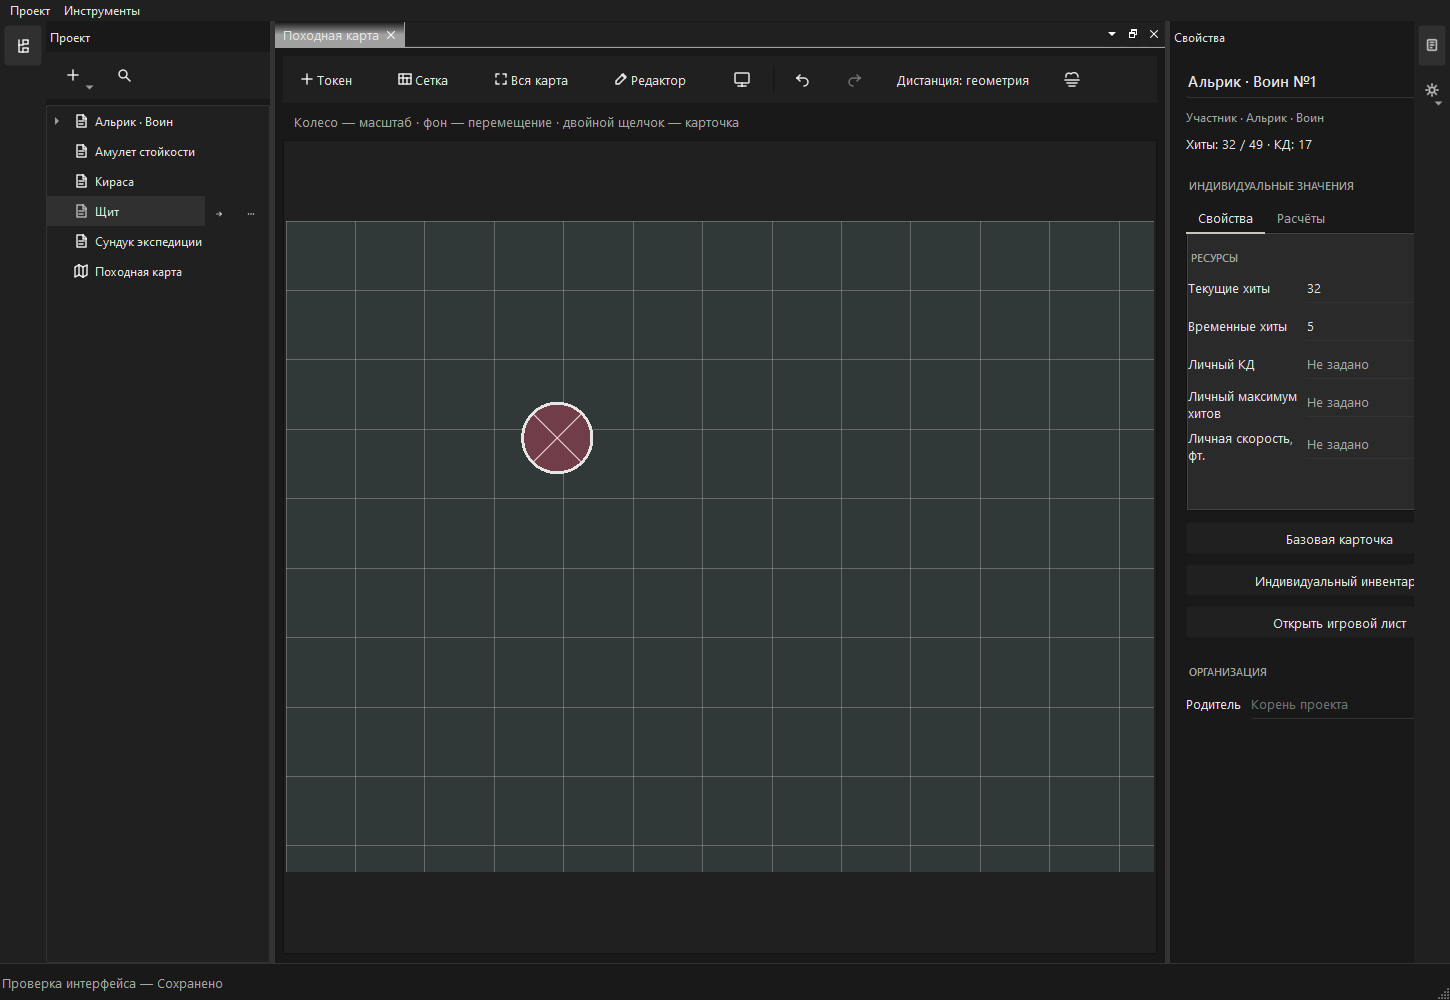 Проект Инструменты
Проект
Альрик · Воин
Амулет стойкости
Кираса
Щит
Сундук экспедиции
Походная карта
Походная карта
Токен Сетка Вся карта Редактор Дистанция: геометрия
Колесо — масштаб · фон — перемещение · двойной щелчок — карточка
Свойства
Альрик · Воин №1
Участник · Альрик · Воин
Хиты: 32 / 49 · КД: 17
ИНДИВИДУАЛЬНЫЕ ЗНАЧЕНИЯ
Свойства Расчёты
РЕСУРСЫ
Текущие хиты 32
Временные хиты 5
Личный КД Не задано
Личный максимум хитов Не задано
Личная скорость, фт. Не задано
Базовая карточка
Индивидуальный инвентар
Открыть игровой лист
ОРГАНИЗАЦИЯ
Родитель Корень проекта
Проверка интерфейса — Сохранено